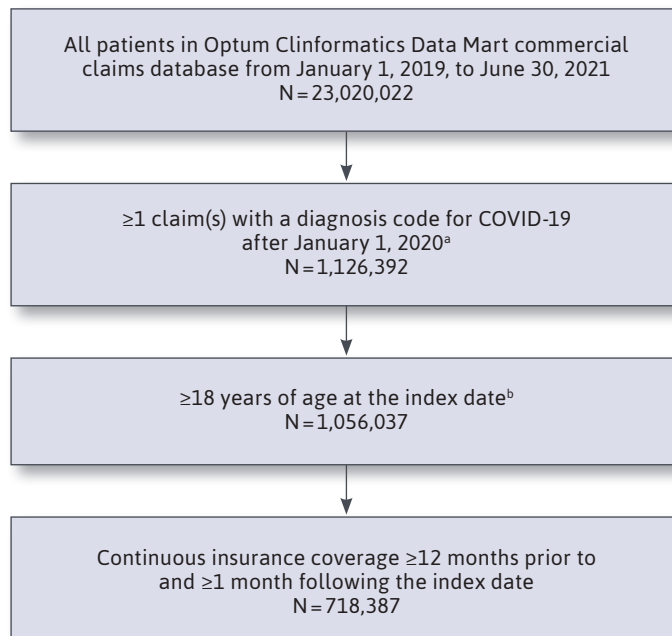 All patients in Optum Clinformatics Data Mart commercial
claims database from January 1, 2019, to June 30, 2021
N = 23,020,022
≥1 claim(s) with a diagnosis code for COVID-19
after January 1, 2020ᵃ
N = 1,126,392
≥18 years of age at the index dateᵇ
N = 1,056,037
Continuous insurance coverage ≥12 months prior to
and ≥1 month following the index date
N = 718,387